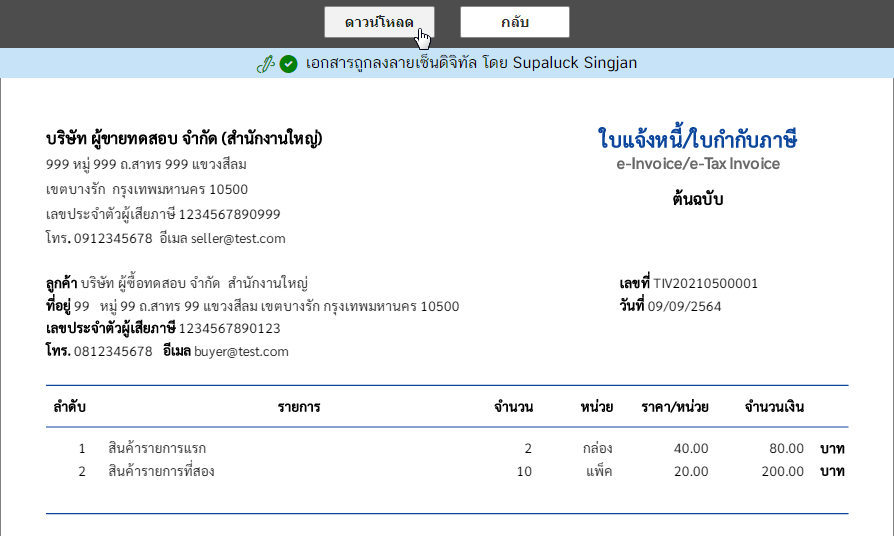 ดาวน์โหลด กลับ
เอกสารถูกลงลายเซ็นดิจิทัล โดย Supaluck Singjan
บริษัท ผู้ขายทดสอบ จำกัด (สำนักงานใหญ่) ใบแจ้งหนี้/ใบกำกับภาษี
999 หมู่ 999 ถ.สาทร 999 แขวงสีลม e-Invoice/e-Tax Invoice
เขตบางรัก กรุงเทพมหานคร 10500 ต้นฉบับ
เลขประจำตัวผู้เสียภาษี 1234567890999
โทร. 0912345678 อีเมล seller@test.com
ลูกค้า บริษัท ผู้ซื้อทดสอบ จำกัด สำนักงานใหญ่ เลขที่ TIV20210500001
ที่อยู่ 99 หมู่ 99 ถ.สาทร 99 แขวงสีลม เขตบางรัก กรุงเทพมหานคร 10500 วันที่ 09/09/2564
เลขประจำตัวผู้เสียภาษี 1234567890123
โทร. 0812345678 อีเมล buyer@test.com
ลำดับ รายการ จำนวน หน่วย ราคา/หน่วย จำนวนเงิน
1 สินค้ารายการแรก 2 กล่อง 40.00 80.00 บาท
2 สินค้ารายการที่สอง 10 แพ็ค 20.00 200.00 บาท